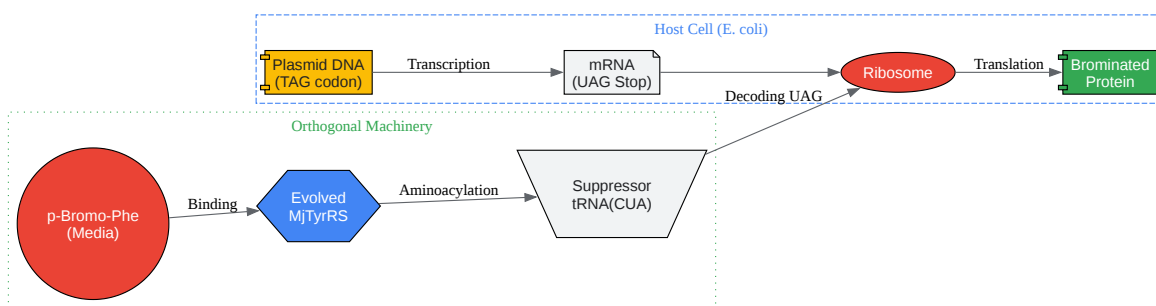 Host Cell (E. coli)
Plasmid DNA
(TAG codon)
Transcription
mRNA
(UAG Stop)
Ribosome
Translation
Brominated
Protein
Decoding UAG
Orthogonal Machinery
p-Bromo-Phe
(Media)
Binding
Evolved
MjTyrRS
Aminoacylation
Suppressor
tRNA(CUA)